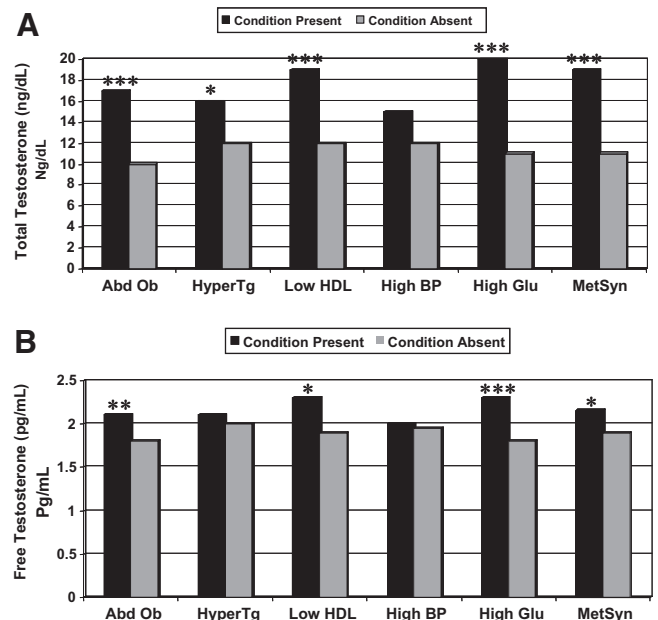 A
Condition Present Condition Absent
Total Testosterone (ng/dL)
Ng/dL
20
18
16
14
12
10
8
6
4
2
0
*** * *** *** ***
Abd Ob HyperTg Low HDL High BP High Glu MetSyn
B
Condition Present Condition Absent
Free Testosterone (pg/mL)
Pg/mL
2.5
2
1.5
1
0.5
0
** * *** *
Abd Ob HyperTg Low HDL High BP High Glu MetSyn